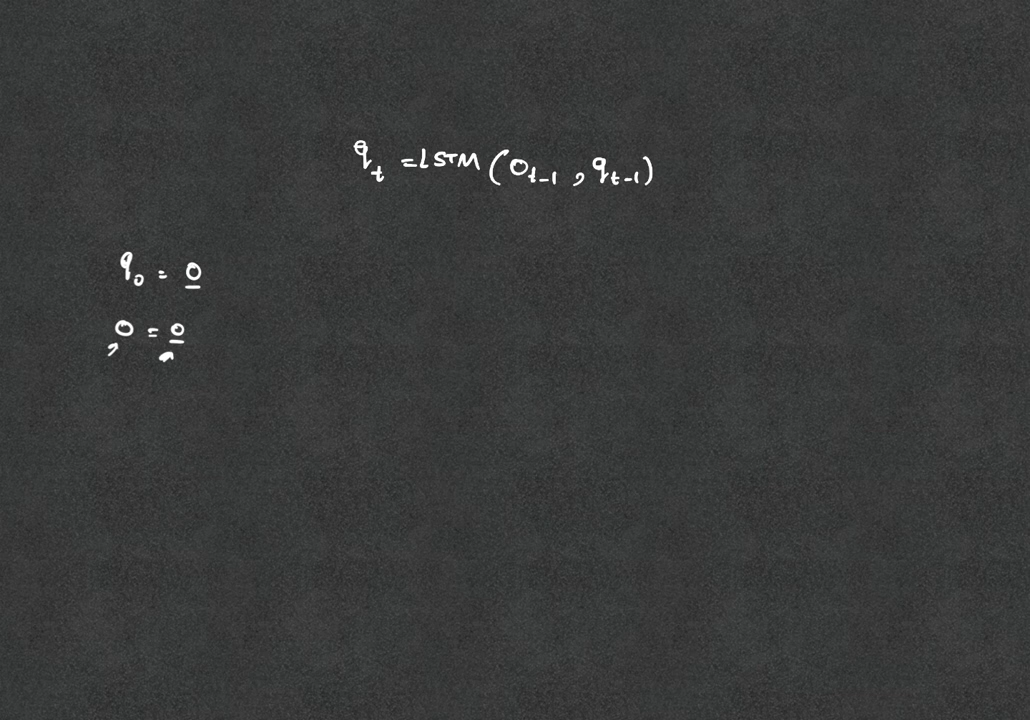 q_t = LSTM(o_{t-1}, q_{t-1})
q_0 = 0
o = 0